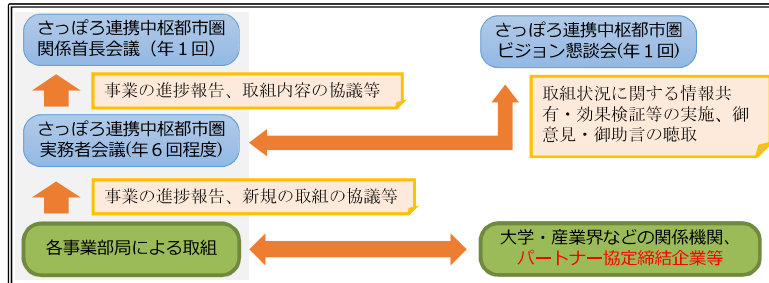 さっぽろ連携中枢都市圏
関係首長会議（年１回）
さっぽろ連携中枢都市圏
ビジョン懇談会(年１回)
事業の進捗報告、取組内容の協議等
取組状況に関する情報共
有・効果検証等の実施、御
意見・御助言の聴取
さっぽろ連携中枢都市圏
実務者会議(年６回程度)
事業の進捗報告、新規の取組の協議等
各事業部局による取組
大学・産業界などの関係機関、
パートナー協定締結企業等